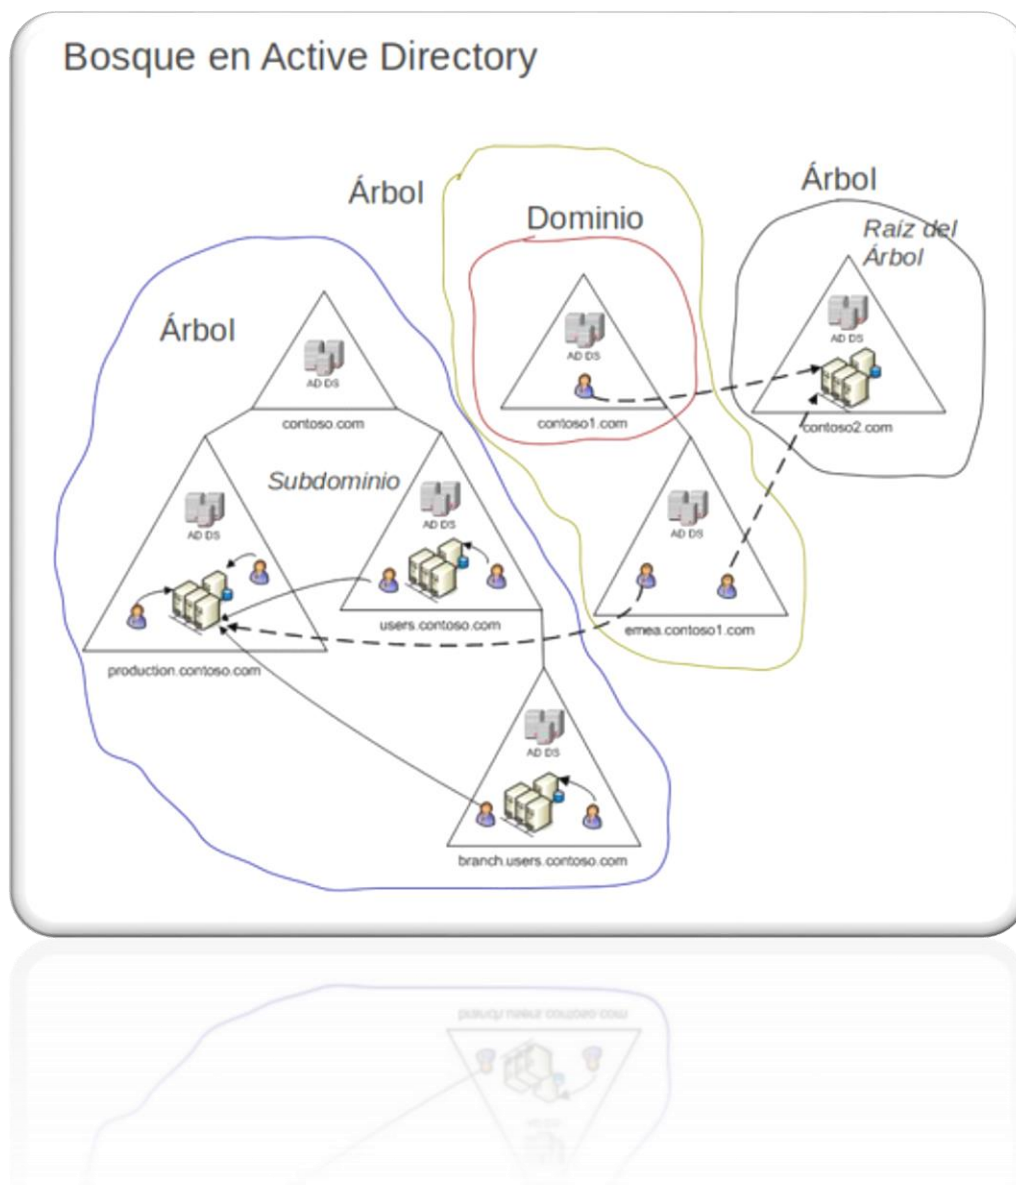 Bosque en Active Directory
Árbol
Árbol
Dominio
Raíz del
Árbol
Árbol
AD DS
AD DS
AD DS
contoso.com
contoso1.com
contoso2.com
Subdominio
AD DS
AD DS
AD DS
users.contoso.com
emea.contoso1.com
production.contoso.com
AD DS
branch.users.contoso.com